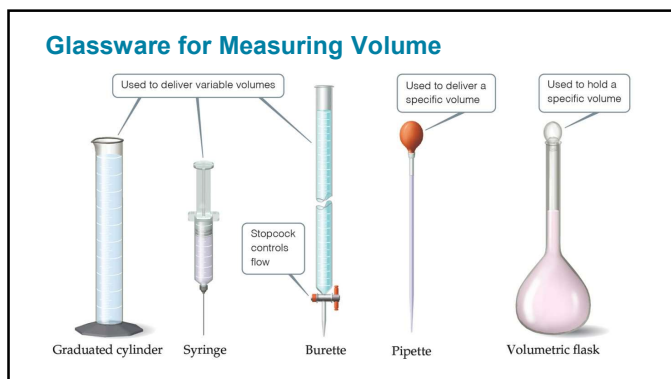 Glassware for Measuring Volume
Used to deliver variable volumes
Used to deliver a
specific volume
Used to hold a
specific volume
Stopcock
controls
flow
Graduated cylinder
Syringe
Burette
Pipette
Volumetric flask